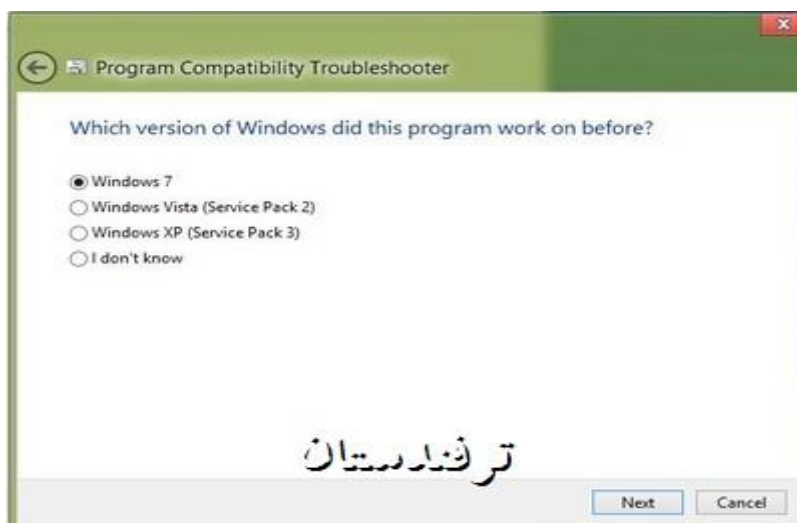 Program Compatibility Troubleshooter
Which version of Windows did this program work on before?
Windows 7
Windows Vista (Service Pack 2)
Windows XP (Service Pack 3)
I don't know
ترفندستان
Next
Cancel